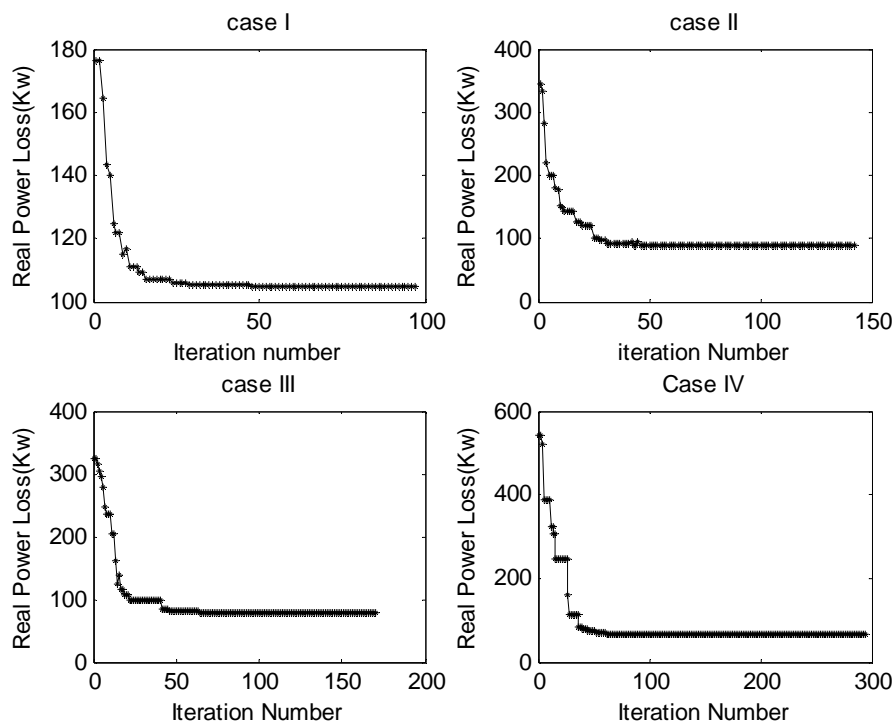 case I
Real Power Loss(Kw)
180
160
140
120
100
0
50
100
Iteration number
case II
Real Power Loss(Kw)
400
300
200
100
0
0
50
100
150
iteration Number
case III
Real Power Loss(Kw)
400
300
200
100
0
0
50
100
150
200
Iteration Number
Case IV
Real Power Loss(Kw)
600
400
200
0
0
100
200
300
Iteration Number